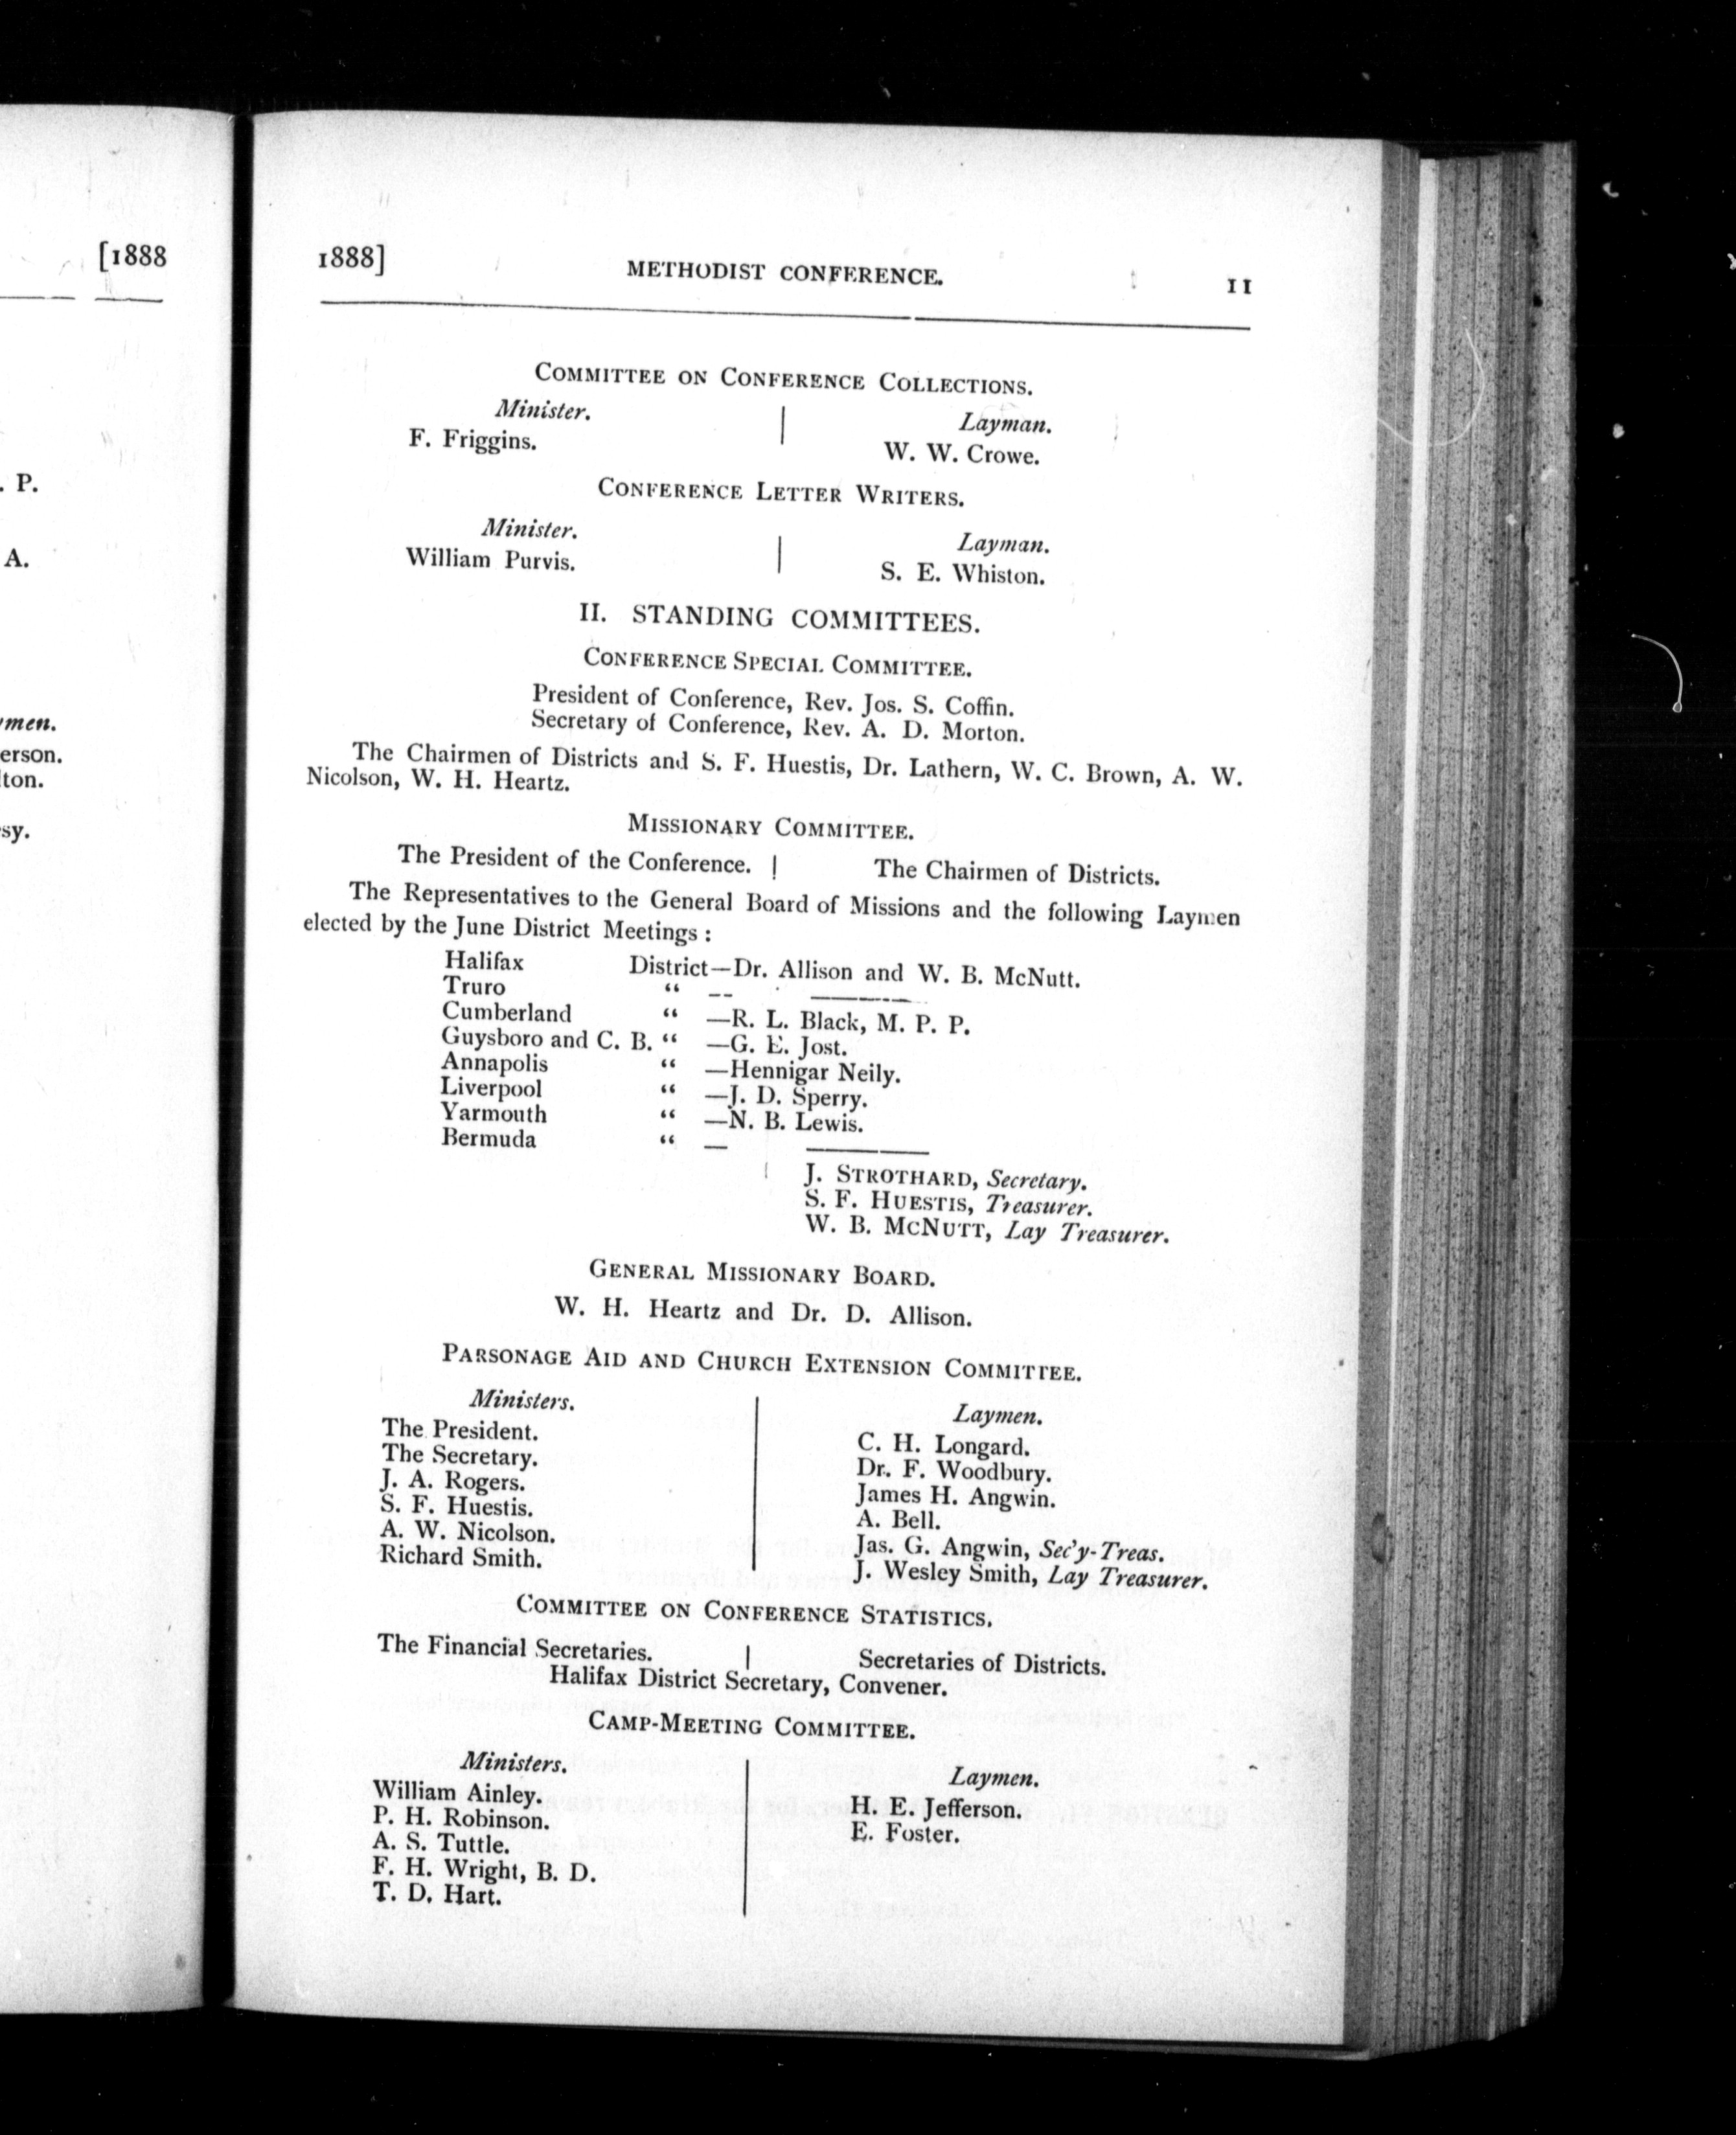 [1888
. P.
A.
ymen.
erson.
lton.
sy.
1888] METHODIST CONFERENCE. 11
COMMITTEE ON CONFERENCE COLLECTIONS.
Minister. | Layman.
F. Friggins. W. W. Crowe.
CONFERENCE LETTER WRITERS.
Minister. | Layman.
William Purvis. S. E. Whiston.
II. STANDING COMMITTEES.
CONFERENCE SPECIAL COMMITTEE.
President of Conference, Rev. Jos. S. Coffin.
Secretary of Conference, Rev. A. D. Morton.
The Chairmen of Districts and S. F. Huestis, Dr. Lathern, W. C. Brown, A. W.
Nicolson, W. H. Heartz.
MISSIONARY COMMITTEE.
The President of the Conference. | The Chairmen of Districts.
The Representatives to the General Board of Missions and the following Laymen
elected by the June District Meetings :
Halifax District—Dr. Allison and W. B. McNutt.
Truro “ — ———
Cumberland “ —R. L. Black, M. P. P.
Guysboro and C. B. “ —G. E. Jost.
Annapolis “ —Hennigar Neily.
Liverpool “ —J. D. Sperry.
Yarmouth “ —N. B. Lewis.
Bermuda “ — ———
J. STROTHARD, Secretary.
S. F. HUESTIS, Treasurer.
W. B. MCNUTT, Lay Treasurer.
GENERAL MISSIONARY BOARD.
W. H. Heartz and Dr. D. Allison.
PARSONAGE AID AND CHURCH EXTENSION COMMITTEE.
Ministers. Laymen.
The President. C. H. Longard.
The Secretary. Dr. F. Woodbury.
J. A. Rogers. James H. Angwin.
S. F. Huestis. A. Bell.
A. W. Nicolson. Jas. G. Angwin, Sec'y-Treas.
Richard Smith. J. Wesley Smith, Lay Treasurer.
COMMITTEE ON CONFERENCE STATISTICS.
The Financial Secretaries. | Secretaries of Districts.
Halifax District Secretary, Convener.
CAMP-MEETING COMMITTEE.
Ministers. Laymen.
William Ainley. H. E. Jefferson.
P. H. Robinson. E. Foster.
A. S. Tuttle.
F. H. Wright, B. D.
T. D. Hart.